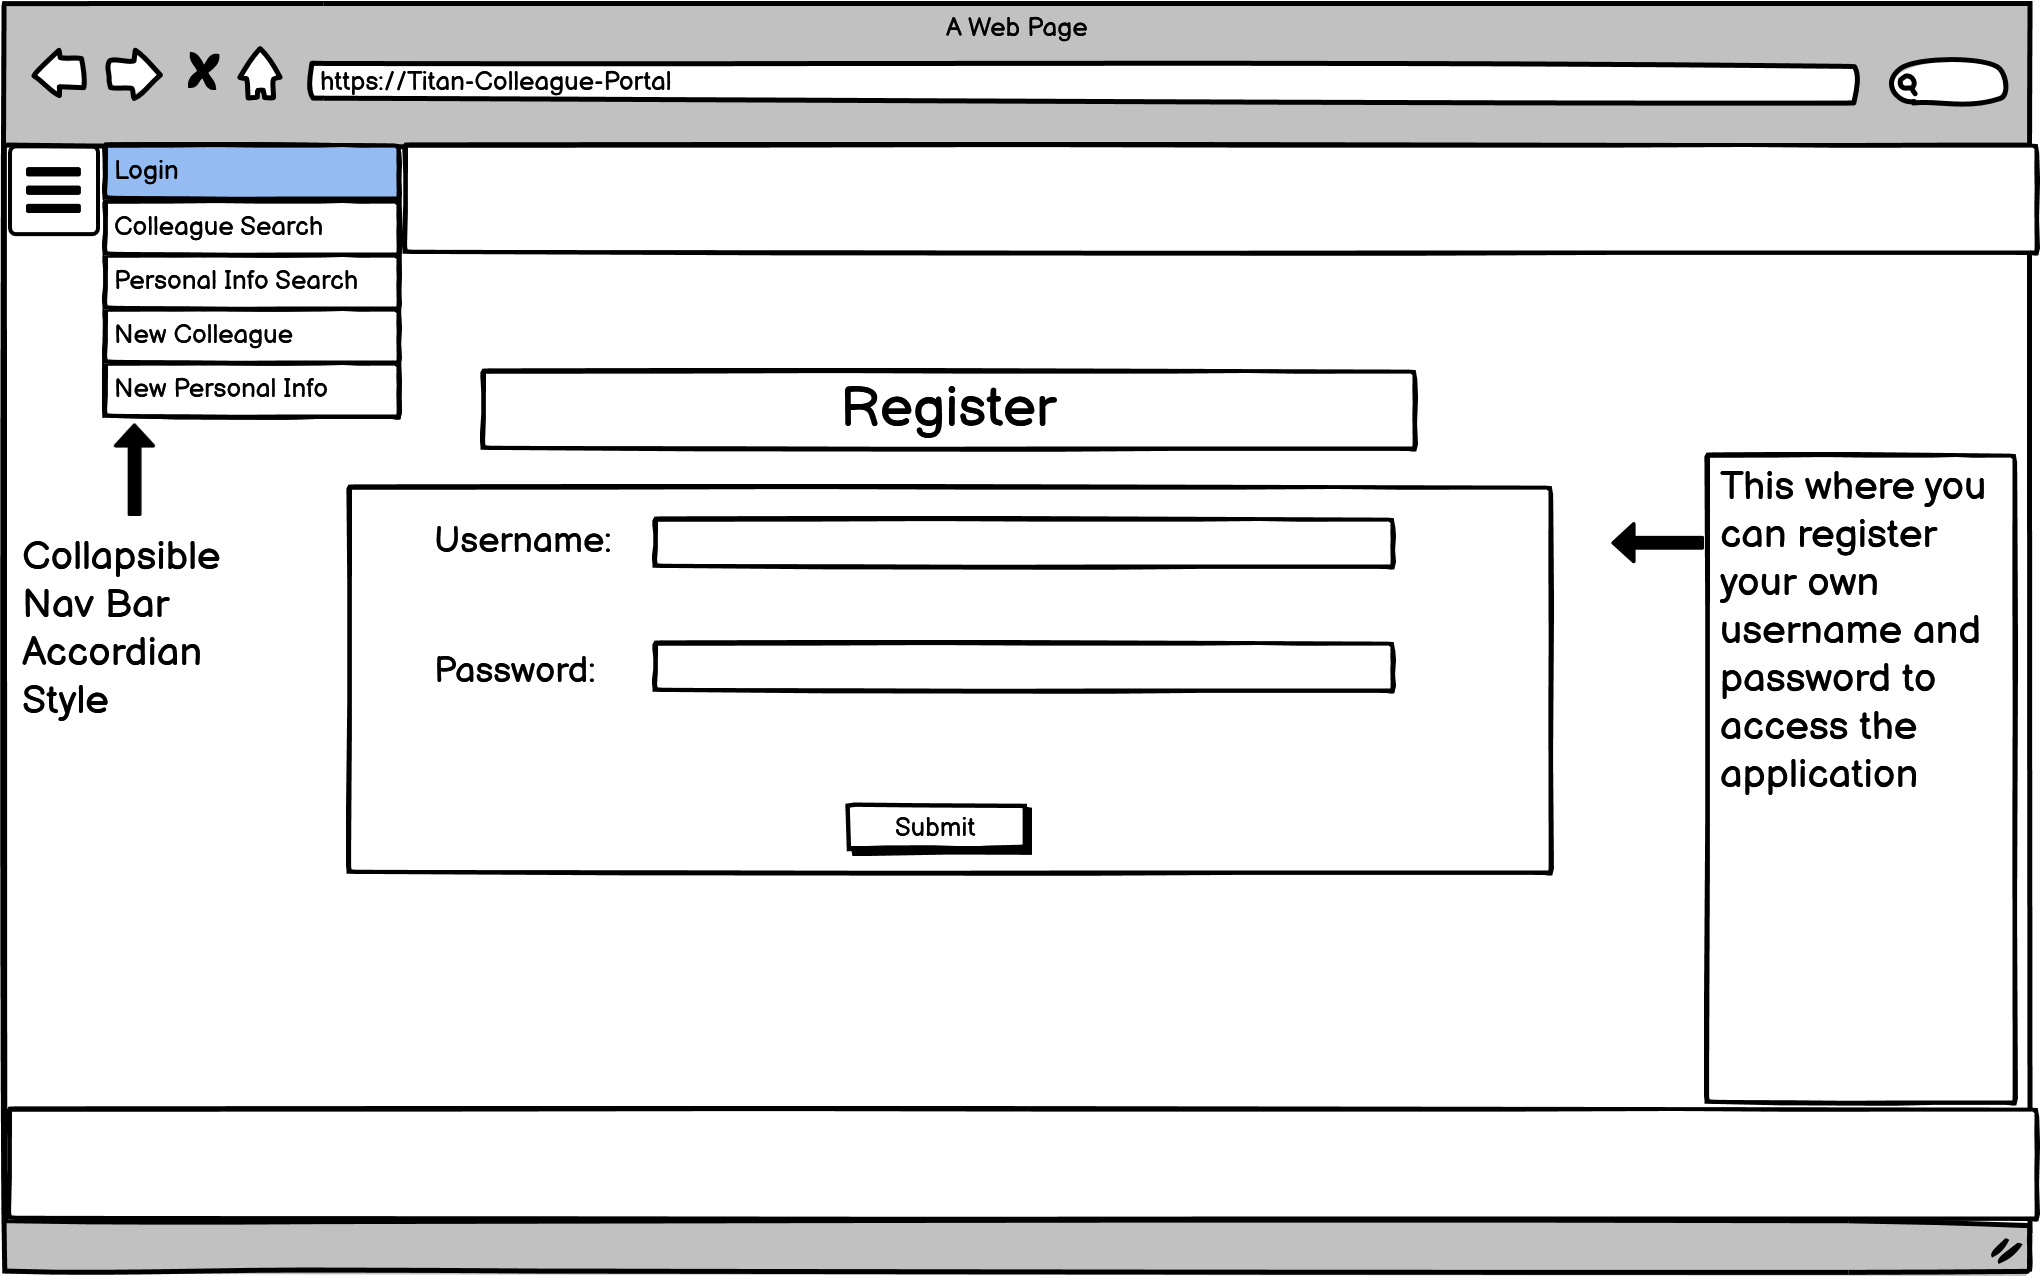 A Web Page
https://Titan-Colleague-Portal
Login
Colleague Search
Personal Info Search
New Colleague
New Personal Info
Register
Collapsible
Nav Bar
Accordian
Style
Username:
Password:
Submit
This where you
can register
your own
username and
password to
access the
application